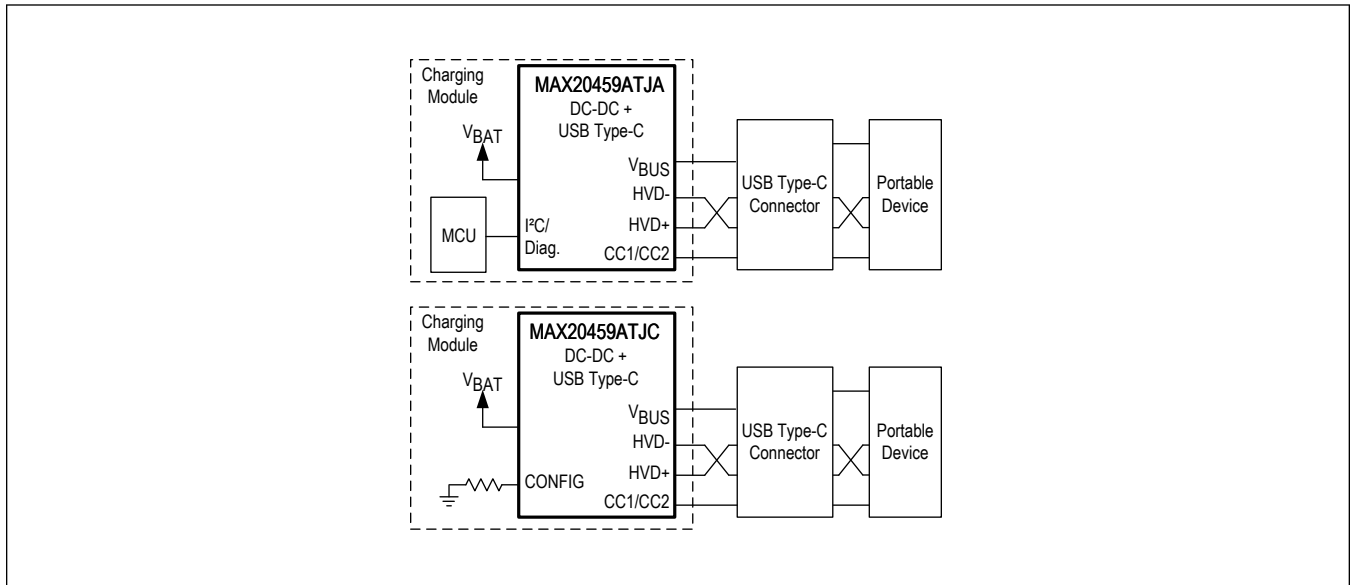 Charging
Module
VBAT
MCU
MAX20459ATJA
DC-DC +
USB Type-C
VBUS
HVD-
HVD+
I²C/
Diag.
CC1/CC2
USB Type-C
Connector
Portable
Device
Charging
Module
VBAT
MAX20459ATJC
DC-DC +
USB Type-C
VBUS
HVD-
HVD+
CONFIG
CC1/CC2
USB Type-C
Connector
Portable
Device